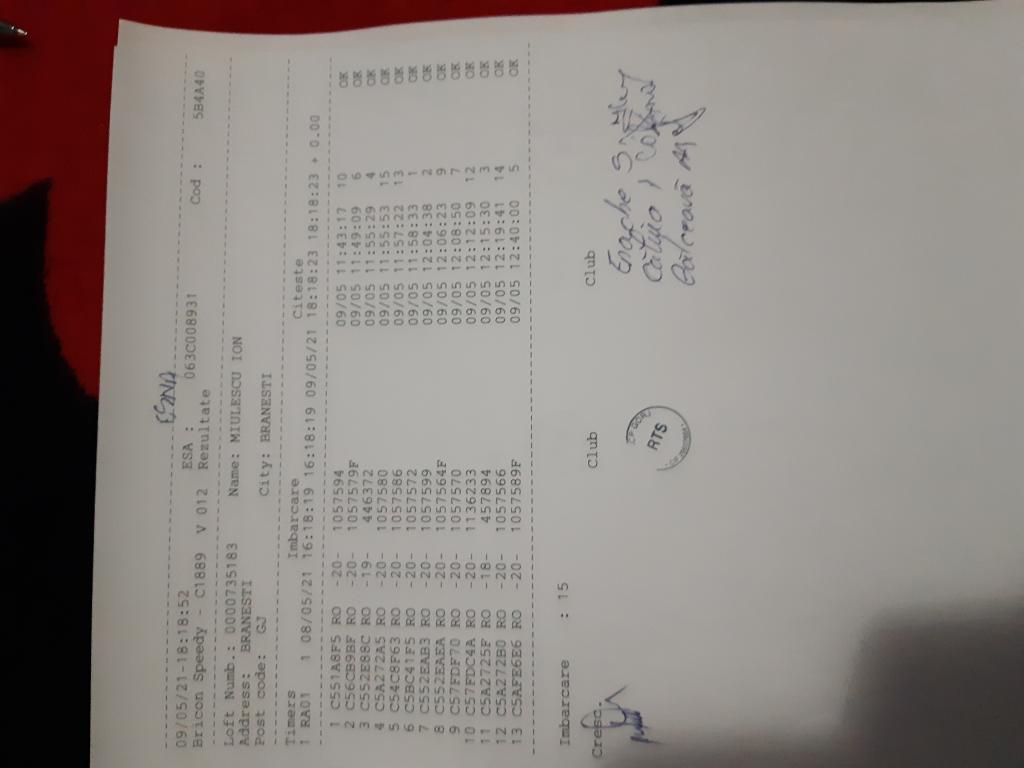 ESNA
09/05/21-18:18:52
Bricon Speedy - C1889 V 012 ESA : 063C008931 Cod : 5B4A40
Rezultate
Loft Numb.: 0000735183 Name: MIULESCU ION
Address: BRANESTI
Post code: GJ City: BRANESTI
Timers Imbarcare Citeste
1 RA01 1 08/05/21 16:18:19 16:18:19 09/05/21 18:18:23 18:18:23 + 0.00
1 C551A8F5 RO -20- 1057594 09/05 11:43:17 10 OK
2 C56CB9BF RO -20- 1057579F 09/05 11:49:09 6 OK
3 C552E88C RO -19- 446372 09/05 11:55:29 4 OK
4 C5A272A5 RO -20- 1057580 09/05 11:55:53 15 OK
5 C54C8F63 RO -20- 1057586 09/05 11:57:22 13 OK
6 C5BC41F5 RO -20- 1057572 09/05 11:58:33 1 OK
7 C552EAB3 RO -20- 1057599 09/05 12:04:38 2 OK
8 C552EAEA RO -20- 1057564F 09/05 12:06:23 9 OK
9 C57FDF70 RO -20- 1057570 09/05 12:08:50 7 OK
10 C57FDC4A RO -20- 1136233 09/05 12:12:09 12 OK
11 C5A2725F RO -18- 457894 09/05 12:15:30 3 OK
12 C5A272B0 RO -20- 1057566 09/05 12:19:41 14 OK
13 C5AFE6E6 RO -20- 1057589F 09/05 12:40:00 5 OK
Imbarcare : 15
Cresc. Club Club
Enache S
RTS